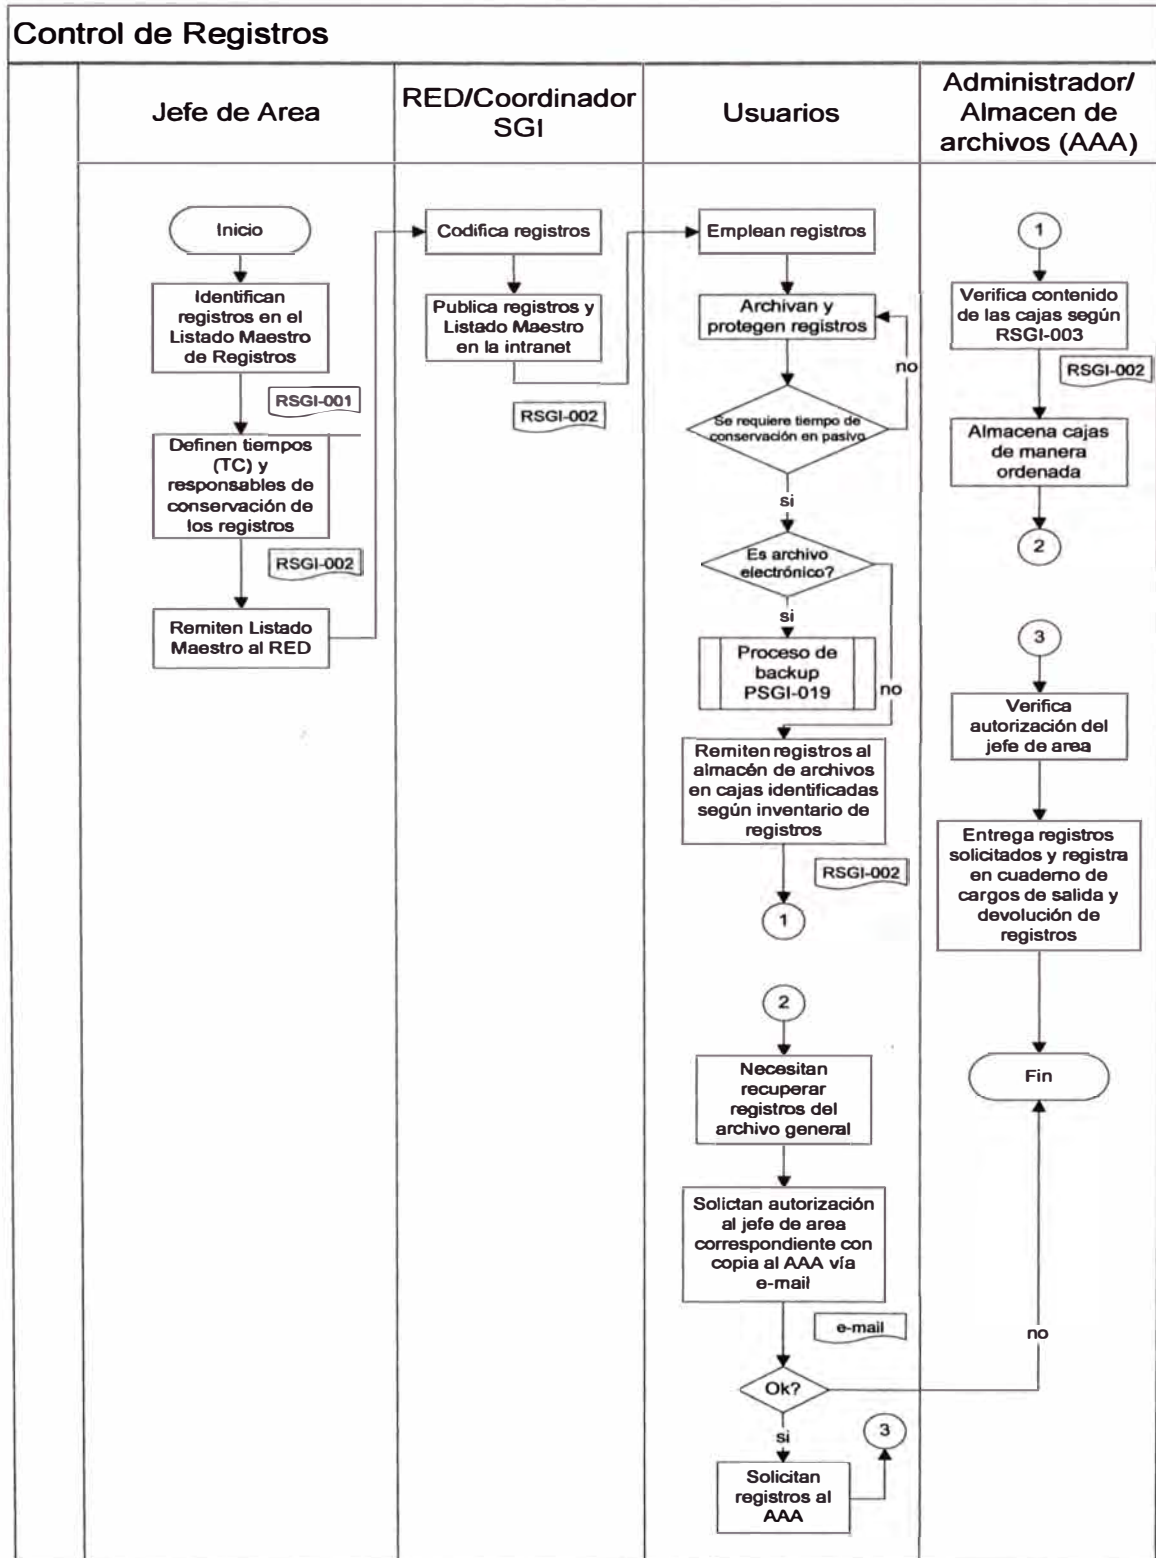 Control de Registros
Jefe de Area
RED/Coordinador
SGI
Usuarios
Administrador/
Almacen de
archivos (AAA)
Inicio
Identifican
registros en el
Listado Maestro
de Registros
RSGI-001
Definen tiempos
(TC) y
responsables de
conservación de
los registros
RSGI-002
Remiten Listado
Maestro al RED
Codifica registros
Publica registros y
Listado Maestro
en la intranet
RSGI-002
Emplean registros
Archivan y
protegen registros
no
Se requiere tiempo de
conservación en pasivo
si
Es archivo
electrónico?
si
Proceso de
backup
PSGI-019
no
Remiten registros al
almacén de archivos
en cajas identificadas
según inventario de
registros
RSGI-002
1
2
Necesitan
recuperar
registros del
archivo general
Solictan autorización
al jefe de area
correspondiente con
copia al AAA vía
e-mail
e-mail
Ok?
si
Solicitan
registros al
AAA
3
1
Verifica contenido
de las cajas según
RSGI-003
RSGI-002
Almacena cajas
de manera
ordenada
2
3
Verifica
autorización del
jefe de area
Entrega registros
solicitados y registra
en cuaderno de
cargos de salida y
devolución de
registros
Fin
no